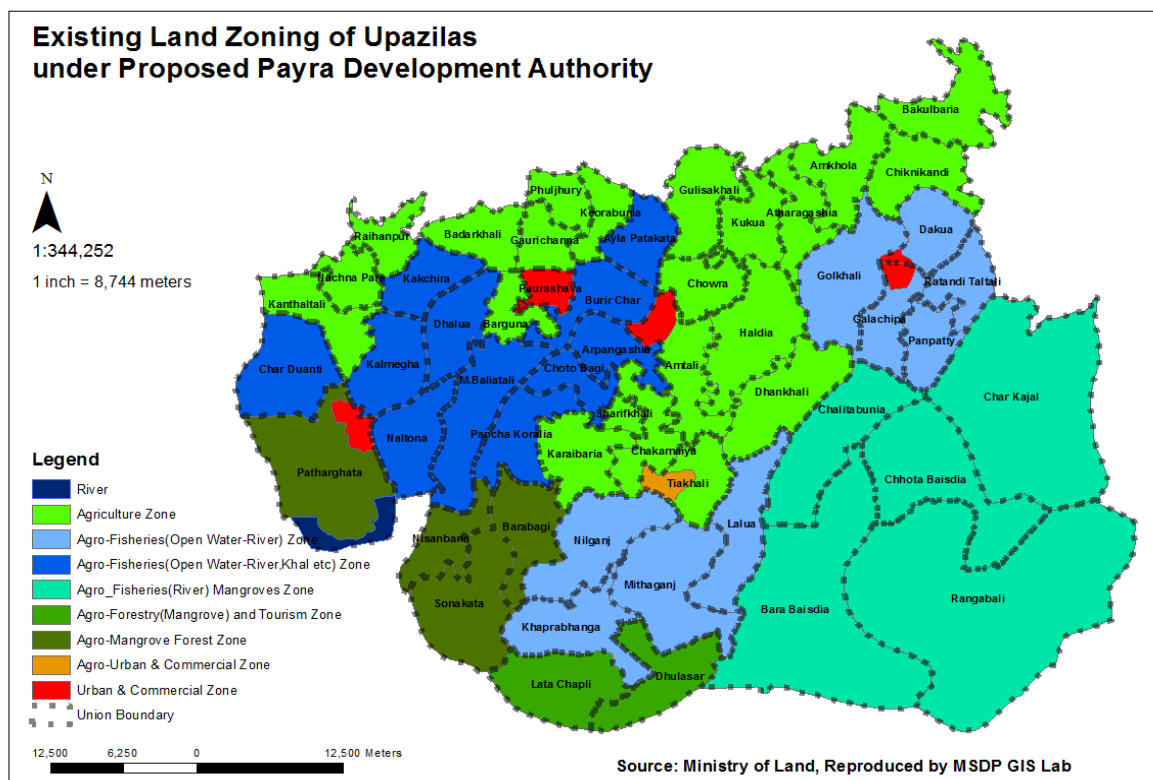 Existing Land Zoning of Upazilas
under Proposed Payra Development Authority
N
1:344,252
1 inch = 8,744 meters
Bakulbaria
Amkhola
Chiknikandi
Phuljhury
Gulisakhali
Keorabunia
Kukua
Atharagashia
Dakua
Raihanpur
Badarkhali
Gaurichanna
Ayla Patakata
Nachna Para
Kakchira
Golkhali
Ratandi Taltali
Kanthaltali
Paurashava
Burir Char
Chowra
Dhalua
Barguna
Galachipa
Haldia
Panpatty
Char Duanti
Kalmegha
Arpangashia
Amtali
M.Baliatali
Choto Bagi
Dhankhali
Char Kajal
Sharifkhali
Chalitabunia
Naltona
Pancha Koralia
Karaibaria
Chakamaiya
Patharghata
Tiakhali
Chhota Baisdia
Lalua
Nisanbaria
Barabagi
Nilganj
Mithaganj
Bara Baisdia
Rangabali
Sonakata
Khaprabhanga
Lata Chapli
Dhulasar
Legend
River
Agriculture Zone
Agro-Fisheries(Open Water-River) Zone
Agro-Fisheries(Open Water-River,Khal etc) Zone
Agro_Fisheries(River) Mangroves Zone
Agro-Forestry(Mangrove) and Tourism Zone
Agro-Mangrove Forest Zone
Agro-Urban & Commercial Zone
Urban & Commercial Zone
Union Boundary
12,500 6,250 0 12,500 Meters
Source: Ministry of Land, Reproduced by MSDP GIS Lab